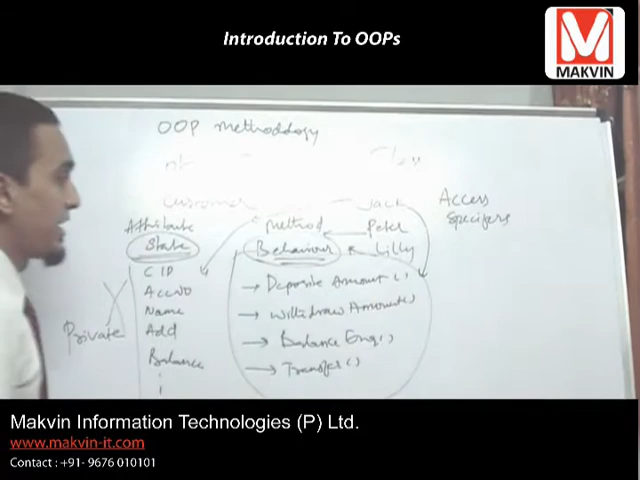 Introduction To OOPs
MAKVIN
OOP methodology
Customer Jack
Access
Specifers
Attribute Method Peter
State Behaviour Lilly
CID
AccNo
Name
Add
Balance
Private
→ Deposite Amount ()
→ Withdraw Amount()
→ Balance Enq()
→ Transfer()
Makvin Information Technologies (P) Ltd.
www.makvin-it.com
Contact : +91- 9676 010101